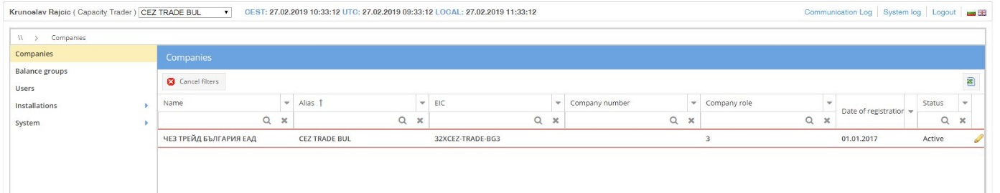 Krunoslav Rajcic ( Capacity Trader ) CEZ TRADE BUL CEST: 27.02.2019 10:33:12 UTC: 27.02.2019 09:33:12 LOCAL: 27.02.2019 11:33:12 Communication Log System log Logout
\\ > Companies
Companies
Balance groups
Users
Installations
System
Companies
Cancel filters
Name Alias ↑ EIC Company number Company role Date of registration Status
ЧЕЗ ТРЕЙД БЪЛГАРИЯ ЕАД CEZ TRADE BUL 32XCEZ-TRADE-BG3 3 01.01.2017 Active